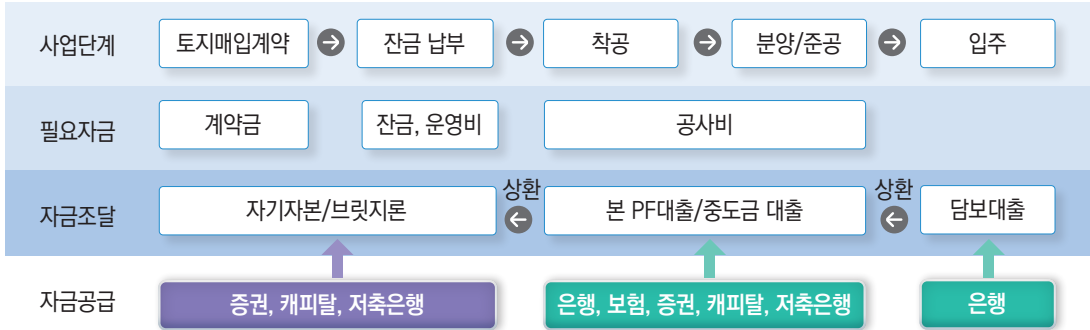 사업단계 토지매입계약 잔금 납부 착공 분양/준공 입주
필요자금 계약금 잔금, 운영비 공사비
자금조달 자기자본/브릿지론 상환 본 PF대출/중도금 대출 상환 담보대출
자금공급 증권, 캐피탈, 저축은행 은행, 보험, 증권, 캐피탈, 저축은행 은행